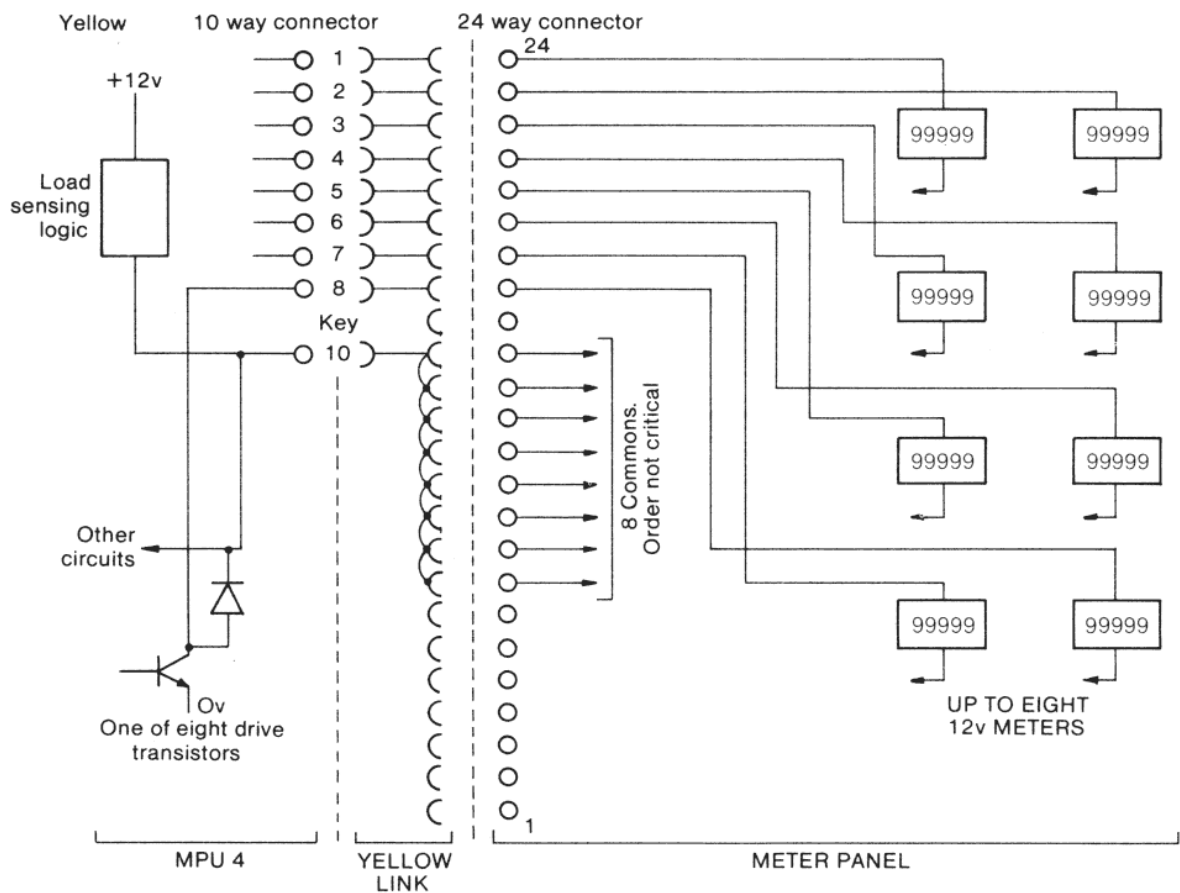 Yellow
10 way connector
24 way connector
24
1
2
3
4
5
6
7
8
Key
10
+12v
Load
sensing
logic
Other
circuits
Ov
One of eight drive
transistors
8 Commons.
Order not critical
99999
99999
99999
99999
99999
99999
99999
99999
UP TO EIGHT
12v METERS
1
MPU 4
YELLOW
LINK
METER PANEL